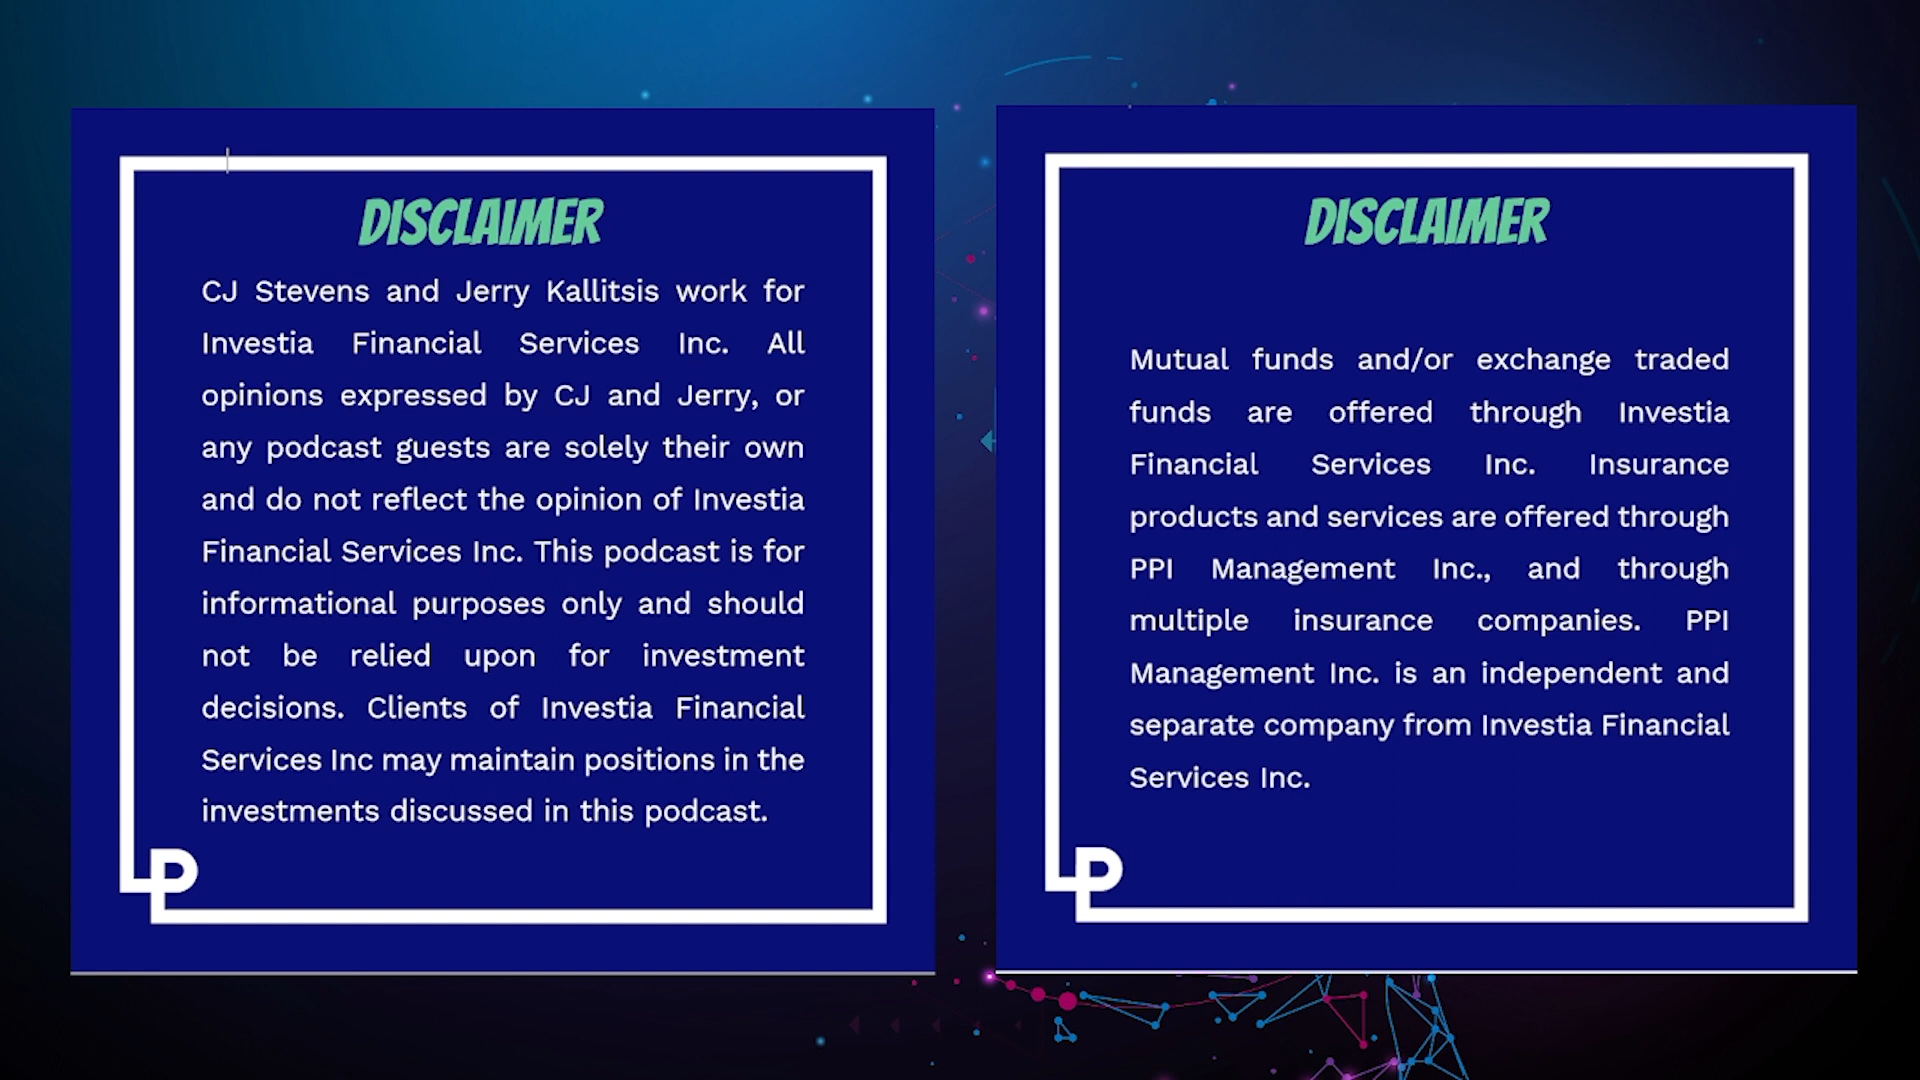 DISCLAIMER
CJ Stevens and Jerry Kallitsis work for
Investia Financial Services Inc. All
opinions expressed by CJ and Jerry, or
any podcast guests are solely their own
and do not reflect the opinion of Investia
Financial Services Inc. This podcast is for
informational purposes only and should
not be relied upon for investment
decisions. Clients of Investia Financial
Services Inc may maintain positions in the
investments discussed in this podcast.
P
DISCLAIMER
Mutual funds and/or exchange traded
funds are offered through Investia
Financial Services Inc. Insurance
products and services are offered through
PPI Management Inc., and through
multiple insurance companies. PPI
Management Inc. is an independent and
separate company from Investia Financial
Services Inc.
P